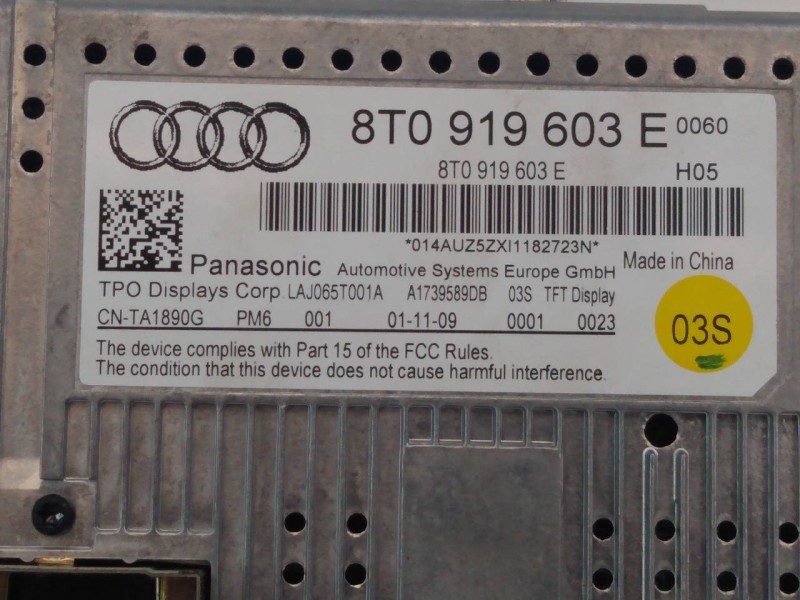 8T0 919 603 E 0060
8T0 919 603 E H05
*014AUZ5ZXI1182723N*
Panasonic Automotive Systems Europe GmbH Made in China
TPO Displays Corp. LAJ065T001A A1739589DB 03S TFT Display
CN-TA1890G PM6 001 01-11-09 0001 0023
03S
The device complies with Part 15 of the FCC Rules.
The condition that this device does not cause harmful interference.